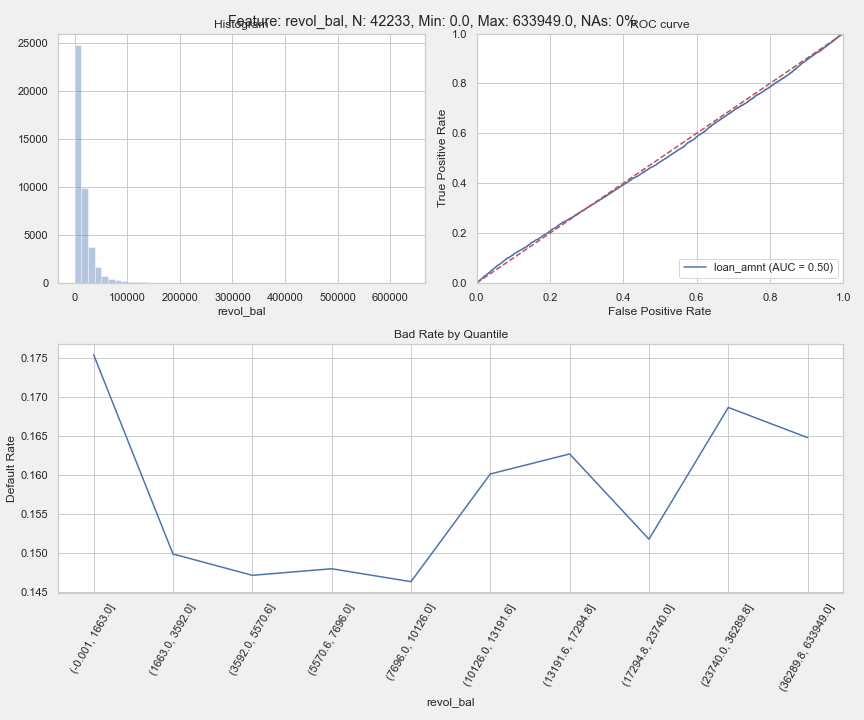 Feature: revol_bal, N: 42233, Min: 0.0, Max: 633949.0, NAs: 0%
Histogram
25000
20000
15000
10000
5000
0
0 100000 200000 300000 400000 500000 600000
revol_bal
ROC curve
True Positive Rate
1.0
0.8
0.6
0.4
0.2
0.0
loan_amnt (AUC = 0.50)
0.0 0.2 0.4 0.6 0.8 1.0
False Positive Rate
Bad Rate by Quantile
Default Rate
0.175
0.170
0.165
0.160
0.155
0.150
0.145
(-0.001, 1663.0]
(1663.0, 3592.0]
(3592.0, 5570.6]
(5570.6, 7696.0]
(7696.0, 10126.0]
(10126.0, 13191.6]
(13191.6, 17294.8]
(17294.8, 23740.0]
(23740.0, 36289.8]
(36289.8, 633949.0]
revol_bal